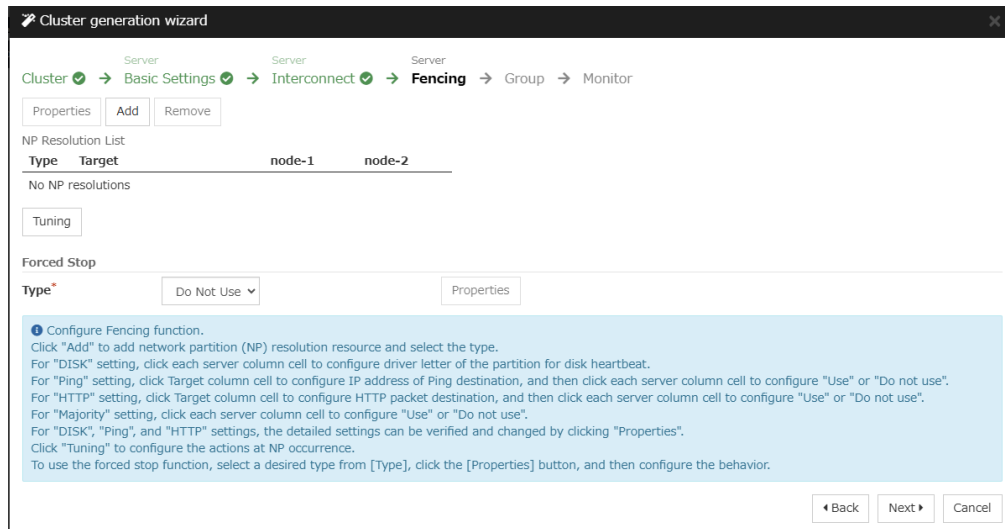 Cluster generation wizard
Server Server Server
Cluster → Basic Settings → Interconnect → Fencing → Group → Monitor
Properties Add Remove
NP Resolution List
Type Target node-1 node-2
No NP resolutions
Tuning
Forced Stop
Type* Do Not Use Properties
Configure Fencing function.
Click "Add" to add network partition (NP) resolution resource and select the type.
For "DISK" setting, click each server column cell to configure driver letter of the partition for disk heartbeat.
For "Ping" setting, click Target column cell to configure IP address of Ping destination, and then click each server column cell to configure "Use" or "Do not use".
For "HTTP" setting, click Target column cell to configure HTTP packet destination, and then click each server column cell to configure "Use" or "Do not use".
For "Majority" setting, click each server column cell to configure "Use" or "Do not use".
For "DISK", "Ping", and "HTTP" settings, the detailed settings can be verified and changed by clicking "Properties".
Click "Tuning" to configure the actions at NP occurrence.
To use the forced stop function, select a desired type from [Type], click the [Properties] button, and then configure the behavior.
Back Next Cancel